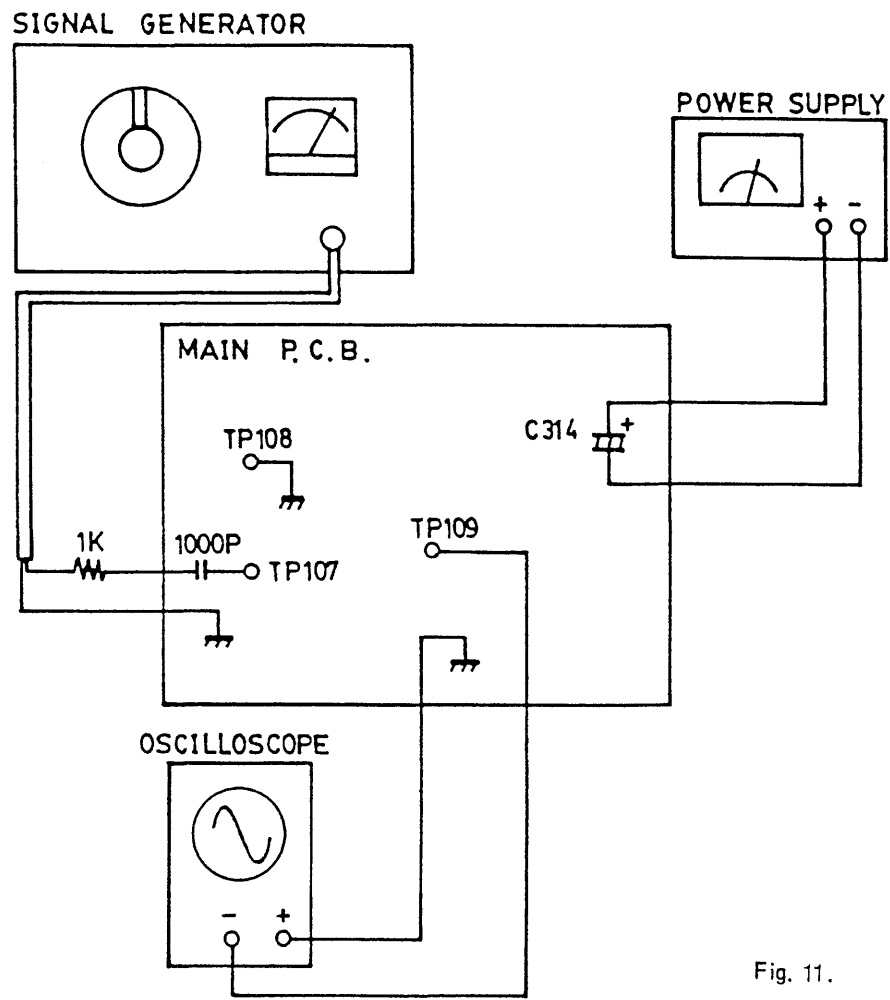 SIGNAL GENERATOR
POWER SUPPLY
+ -
MAIN P.C.B.
C314
+
TP108
TP109
1K
1000P
TP107
OSCILLOSCOPE
- +
Fig. 11.